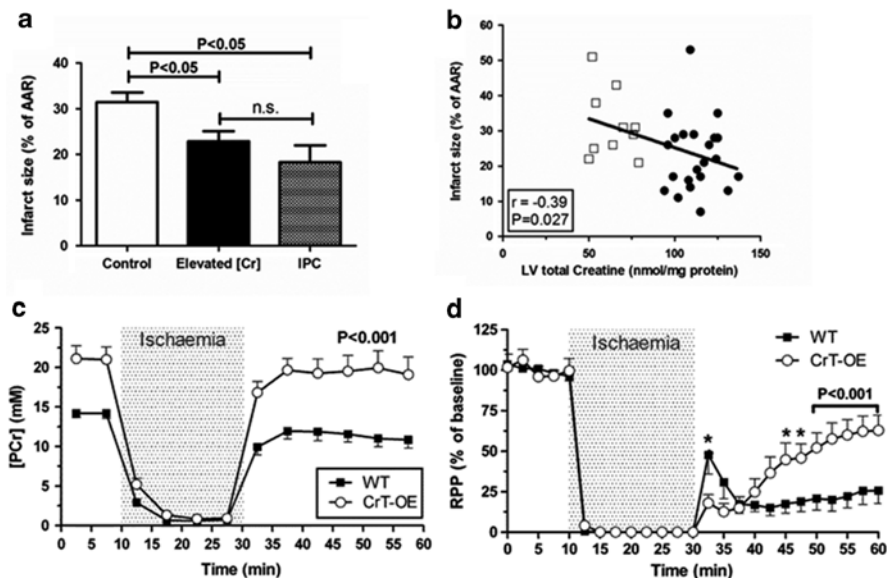 a
P<0.05
P<0.05
n.s.
Infarct size (% of AAR)
40
30
20
10
0
Control Elevated [Cr] IPC
b
Infarct size (% of AAR)
60
50
40
30
20
10
0
r = -0.39
P=0.027
0 50 100 150
LV total Creatine (nmol/mg protein)
c
Ischaemia
P<0.001
[PCr] (mM)
25
20
15
10
5
0
WT
CrT-OE
0 5 10 15 20 25 30 35 40 45 50 55 60
Time (min)
d
Ischaemia
WT
CrT-OE
P<0.001
* * *
RPP (% of baseline)
125
100
75
50
25
0
0 5 10 15 20 25 30 35 40 45 50 55 60
Time (min)